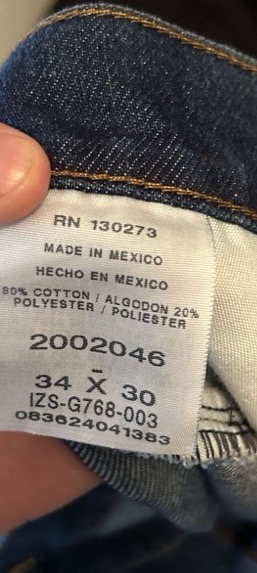 RN 130273
MADE IN MEXICO
HECHO EN MEXICO
80% COTTON / ALGODON 20%
POLYESTER / POLIESTER
2002046
-
34 X 30
IZS-G768-003
083624041383